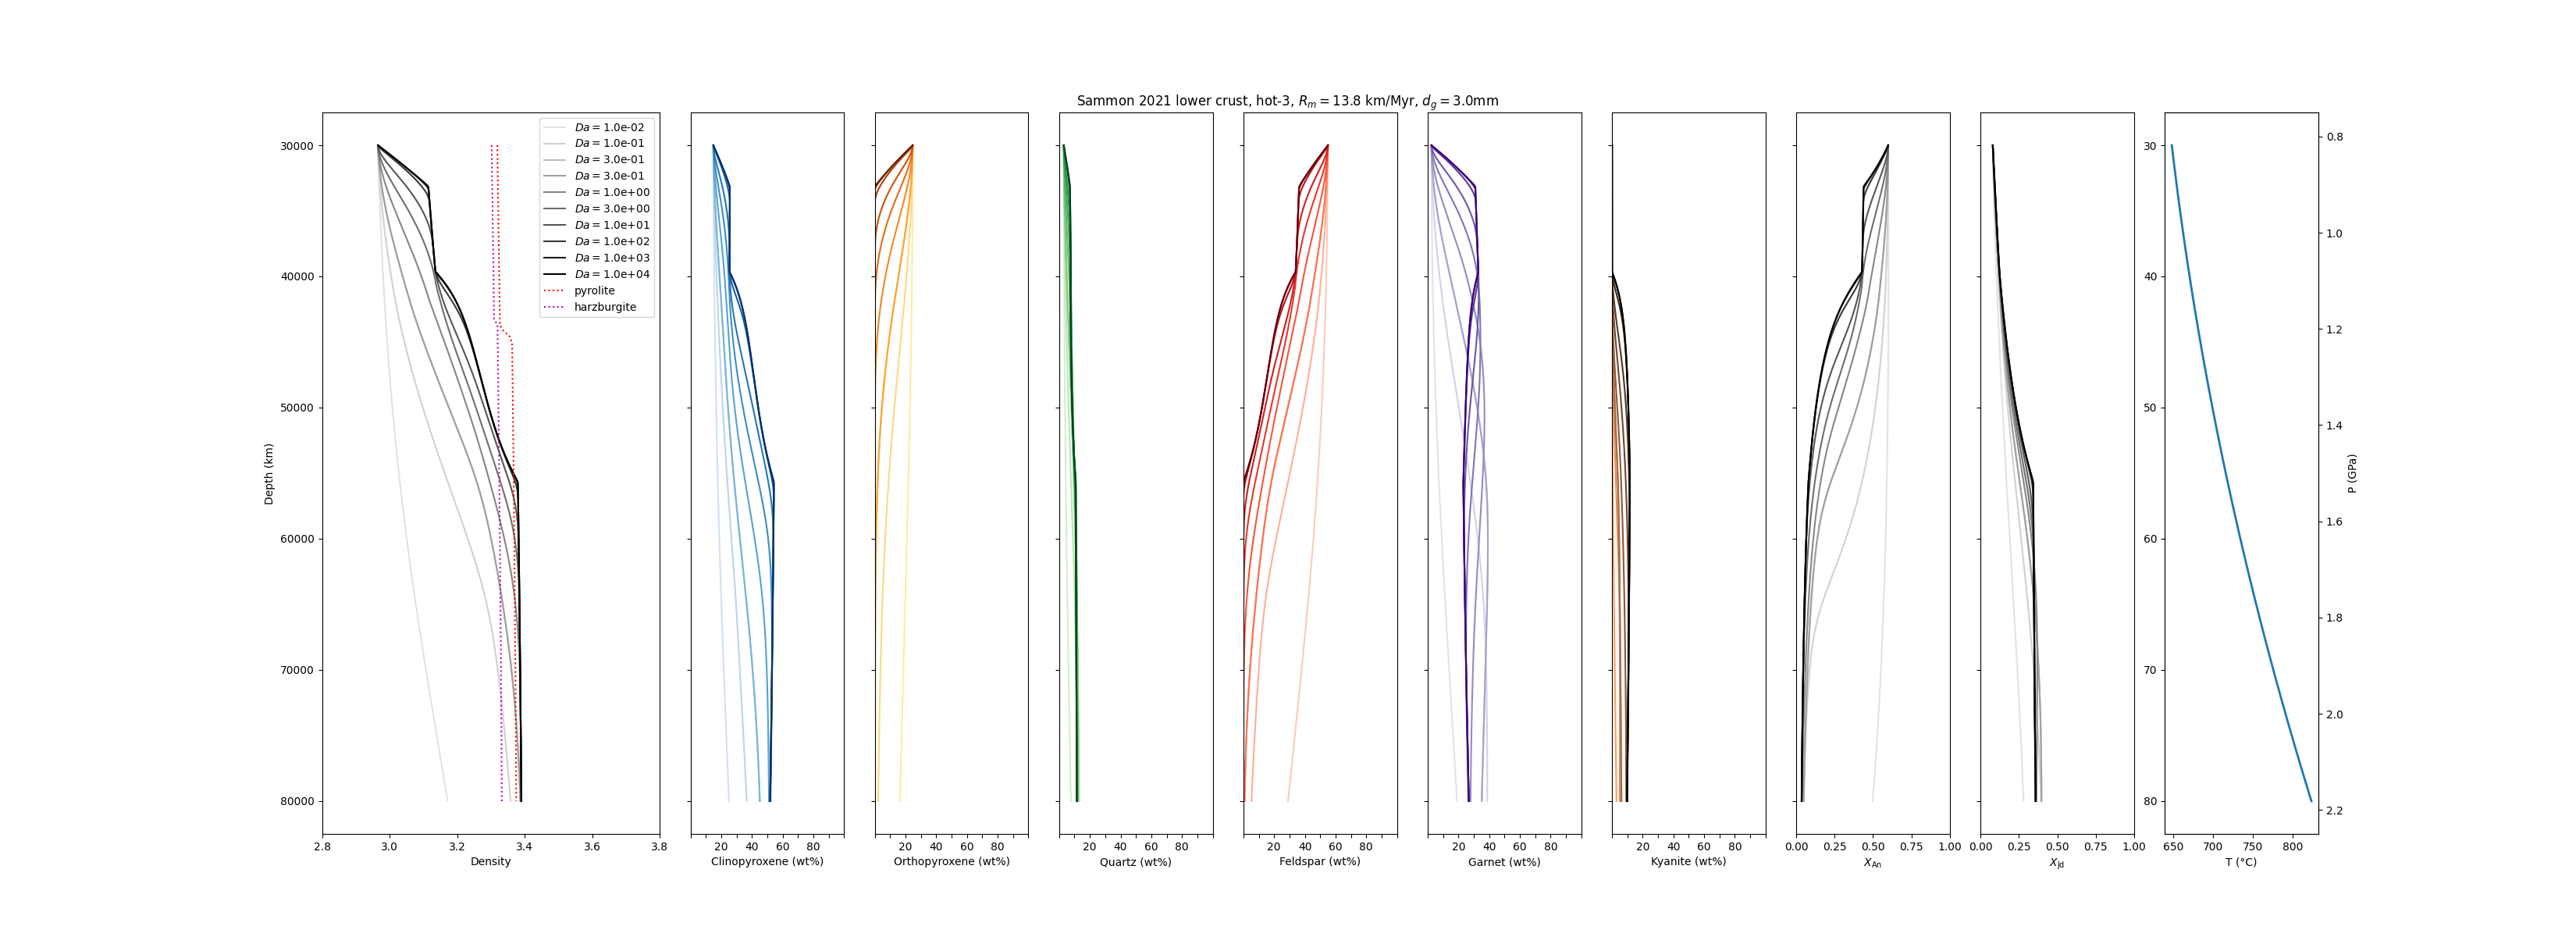 Sammon 2021 lower crust, hot-3, Rm = 13.8 km/Myr, dg = 3.0mm
Da = 1.0e-02
Da = 1.0e-01
Da = 3.0e-01
Da = 3.0e-01
Da = 1.0e+00
Da = 3.0e+00
Da = 1.0e+01
Da = 1.0e+02
Da = 1.0e+03
Da = 1.0e+04
pyrolite
harzburgite
Depth (km)
30000
40000
50000
60000
70000
80000
2.8 3.0 3.2 3.4 3.6 3.8
Density
20 40 60 80
Clinopyroxene (wt%)
20 40 60 80
Orthopyroxene (wt%)
20 40 60 80
Quartz (wt%)
20 40 60 80
Feldspar (wt%)
20 40 60 80
Garnet (wt%)
20 40 60 80
Kyanite (wt%)
0.00 0.25 0.50 0.75 1.00
XAn
0.00 0.25 0.50 0.75 1.00
XJd
30
40
50
60
70
80
650 700 750 800
T (°C)
0.8
1.0
1.2
1.4
1.6
1.8
2.0
2.2
P (GPa)